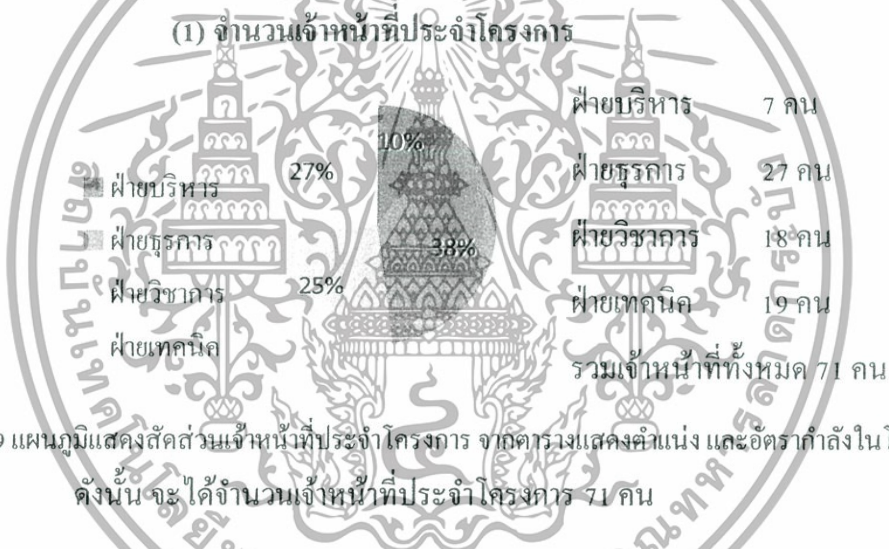 (1) จำนวนเจ้าหน้าที่ประจำโครงการ
10%
27%
38%
25%
ฝ่ายบริหาร
ฝ่ายธุรการ
ฝ่ายวิชาการ
ฝ่ายเทคนิค
ฝ่ายบริหาร 7 คน
ฝ่ายธุรการ 27 คน
ฝ่ายวิชาการ 18 คน
ฝ่ายเทคนิค 19 คน
รวมเจ้าหน้าที่ทั้งหมด 71 คน
แผนภูมิแสดงสัดส่วนเจ้าหน้าที่ประจำโครงการ จากตารางแสดงตำแหน่ง และอัตรากำลังใน
ดังนั้น จะได้จำนวนเจ้าหน้าที่ประจำโครงการ 71 คน